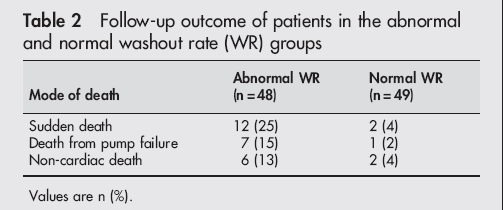 Table 2 Follow-up outcome of patients in the abnormal
and normal washout rate (WR) groups
Abnormal WR Normal WR
Mode of death (n = 48) (n = 49)
Sudden death 12 (25) 2 (4)
Death from pump failure 7 (15) 1 (2)
Non-cardiac death 6 (13) 2 (4)
Values are n (%).